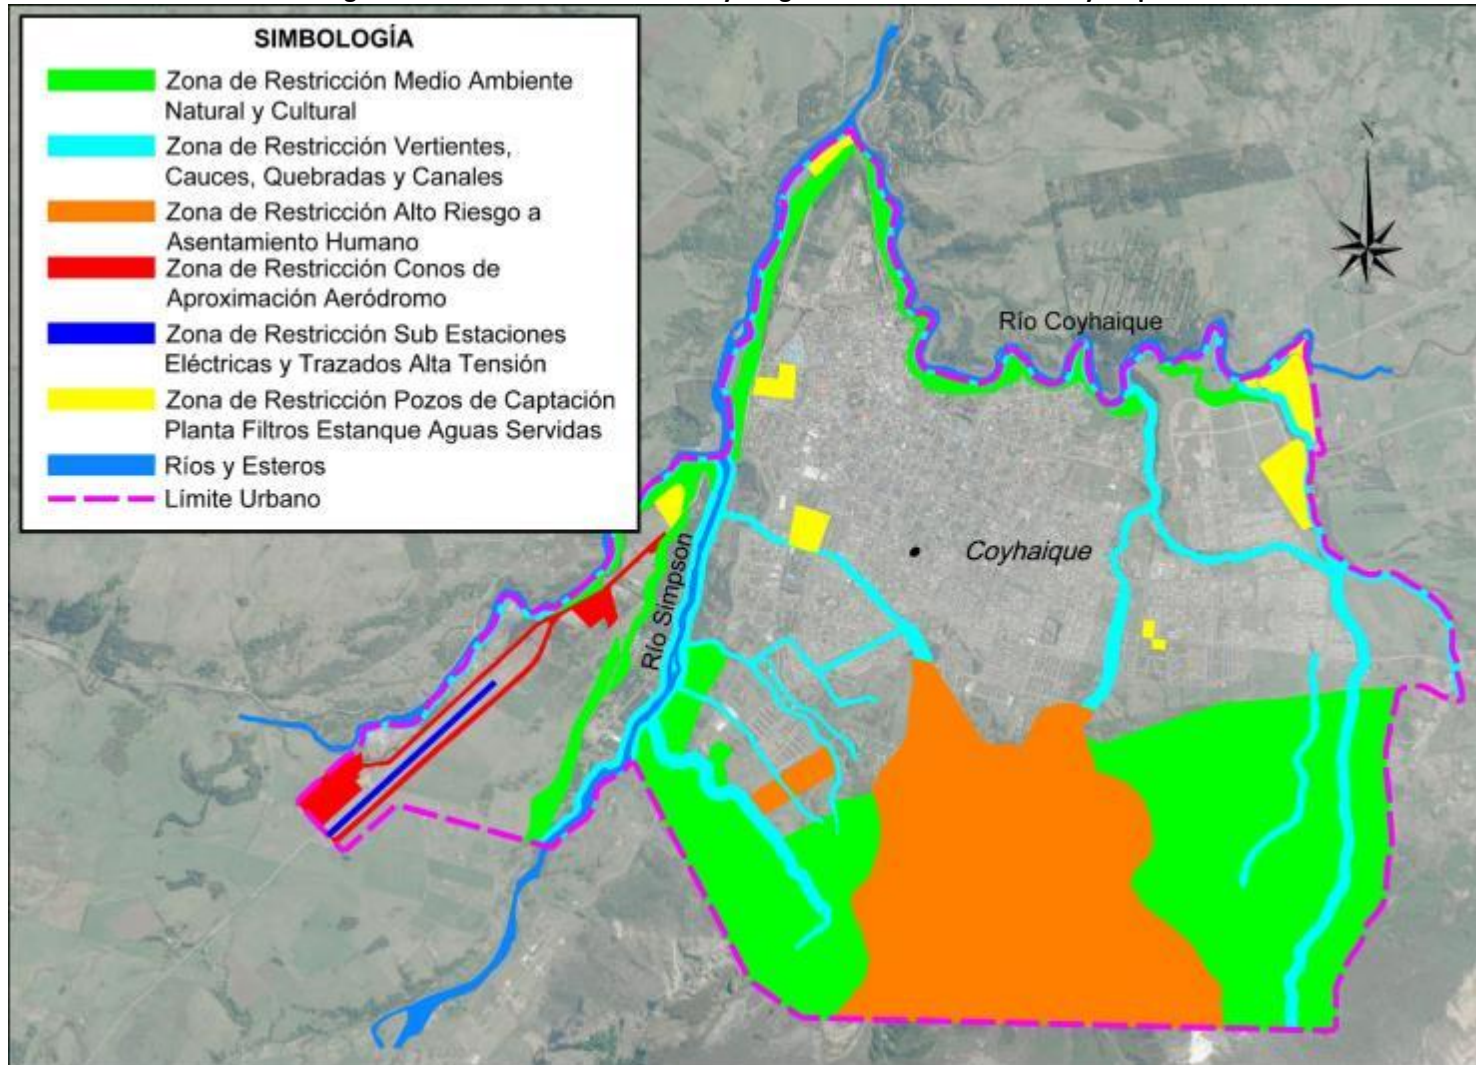 SIMBOLOGÍA
Zona de Restricción Medio Ambiente
Natural y Cultural
Zona de Restricción Vertientes,
Cauces, Quebradas y Canales
Zona de Restricción Alto Riesgo a
Asentamiento Humano
Zona de Restricción Conos de
Aproximación Aeródromo
Zona de Restricción Sub Estaciones
Eléctricas y Trazados Alta Tensión
Zona de Restricción Pozos de Captación
Planta Filtros Estanque Aguas Servidas
Ríos y Esteros
Límite Urbano
N
Río Coyhaique
Coyhaique
Río Simpson